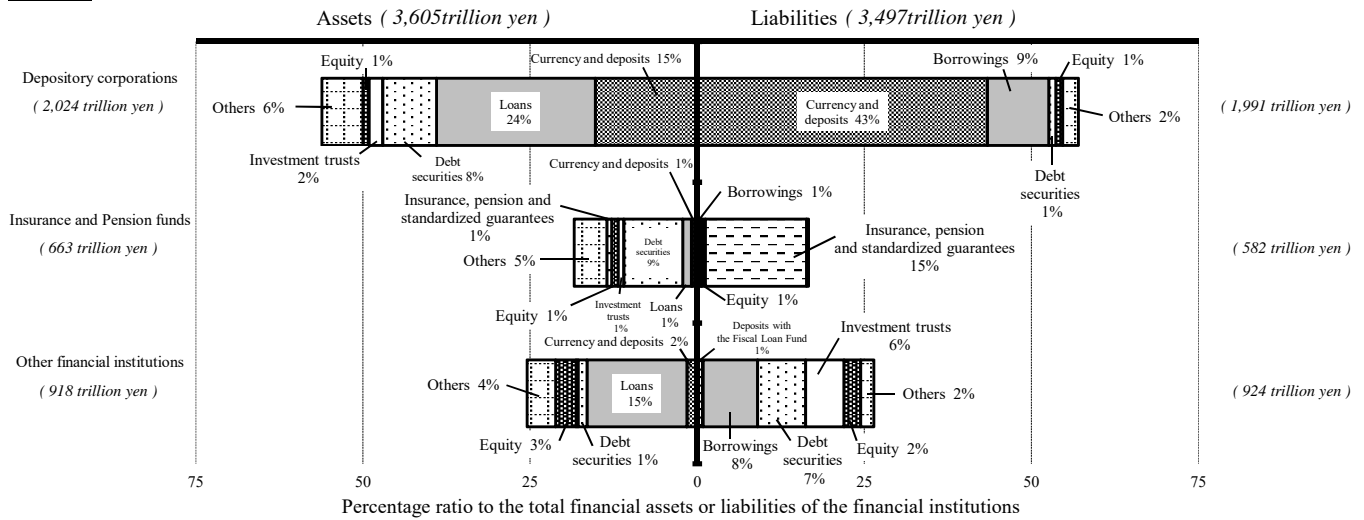 Assets ( 3,605trillion yen )
Liabilities ( 3,497trillion yen )
Depository corporations
( 2,024 trillion yen )
Others 6%
Equity 1%
Investment trusts
2%
Debt
securities 8%
Loans
24%
Currency and deposits 15%
Currency and
deposits 43%
Borrowings 9%
Equity 1%
Others 2%
Debt
securities
1%
( 1,991 trillion yen )
Insurance and Pension funds
( 663 trillion yen )
Insurance, pension and
standardized guarantees
1%
Others 5%
Equity 1%
Investment
trusts
1%
Debt
securities
9%
Loans
1%
Currency and deposits 1%
Borrowings 1%
Equity 1%
Insurance, pension
and standardized guarantees
15%
( 582 trillion yen )
Other financial institutions
( 918 trillion yen )
Others 4%
Equity 3%
Debt
securities 1%
Loans
15%
Currency and deposits 2%
Deposits with
the Fiscal Loan Fund
1%
Borrowings
8%
Debt
securities
7%
Investment trusts
6%
Equity 2%
Others 2%
( 924 trillion yen )
75 50 25 0 25 50 75
Percentage ratio to the total financial assets or liabilities of the financial institutions